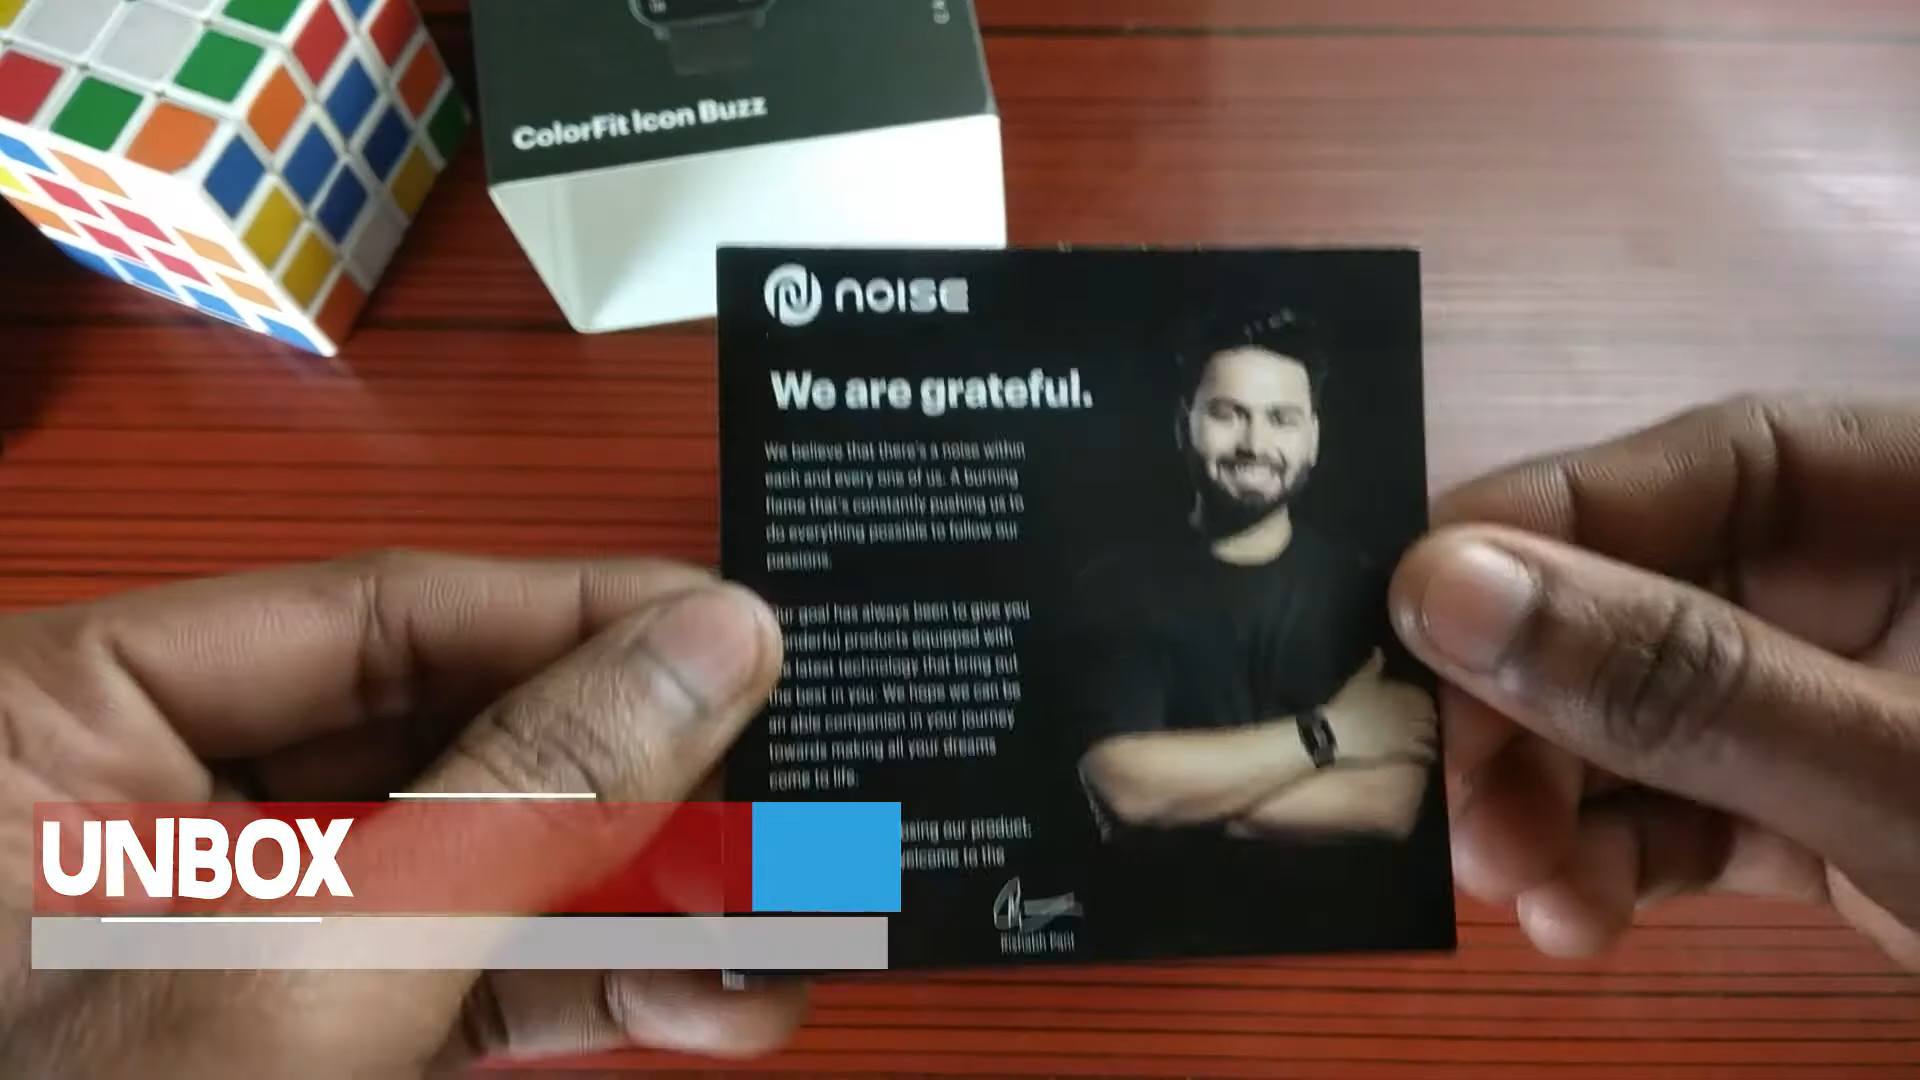 ColorFit Icon Buzz
noise
We are grateful.
We believe that there's a noise within
each and every one of us. A burning
flame that's constantly pushing us to
do everything possible to follow our
passions.
goal has always been to give you
products equipped with
latest technology that bring out
the best in you. We hope we can be
an able companion in your journey
towards making all your dreams
come to life.
using our product.
welcome to the
Rishabh Pant
UNBOX